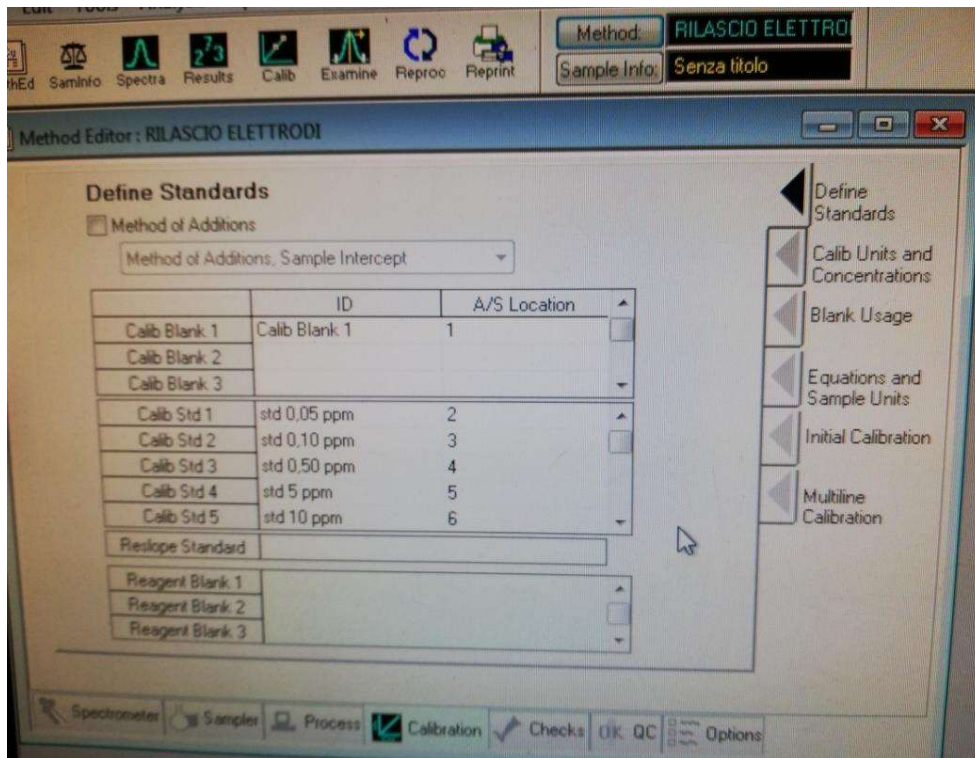 Method: RILASCIO ELETTRO
SamInfo Spectra Results Calib Examine Reproc Reprint
Sample Info: Senza titolo
Method Editor : RILASCIO ELETTRODI
Define Standards
Method of Additions
Method of Additions, Sample Intercept
ID A/S Location
Calib Blank 1 Calib Blank 1 1
Calib Blank 2
Calib Blank 3
Calib Std 1 std 0,05 ppm 2
Calib Std 2 std 0,10 ppm 3
Calib Std 3 std 0,50 ppm 4
Calib Std 4 std 5 ppm 5
Calib Std 5 std 10 ppm 6
Reslope Standard
Reagent Blank 1
Reagent Blank 2
Reagent Blank 3
Define
Standards
Calib Units and
Concentrations
Blank Usage
Equations and
Sample Units
Initial Calibration
Multiline
Calibration
Spectrometer Sampler Process Calibration Checks OK QC Options